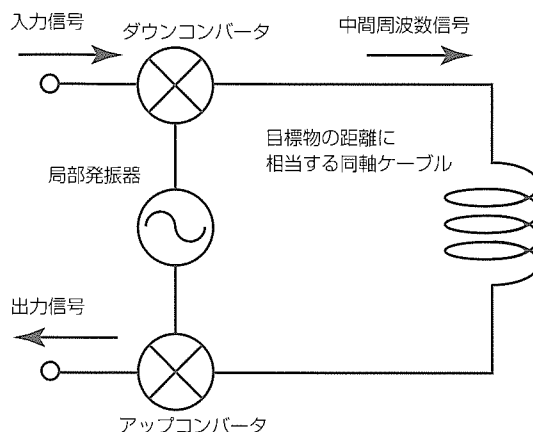 入力信号
ダウンコンバータ
中間周波数信号
目標物の距離に
相当する同軸ケーブル
局部発振器
出力信号
アップコンバータ